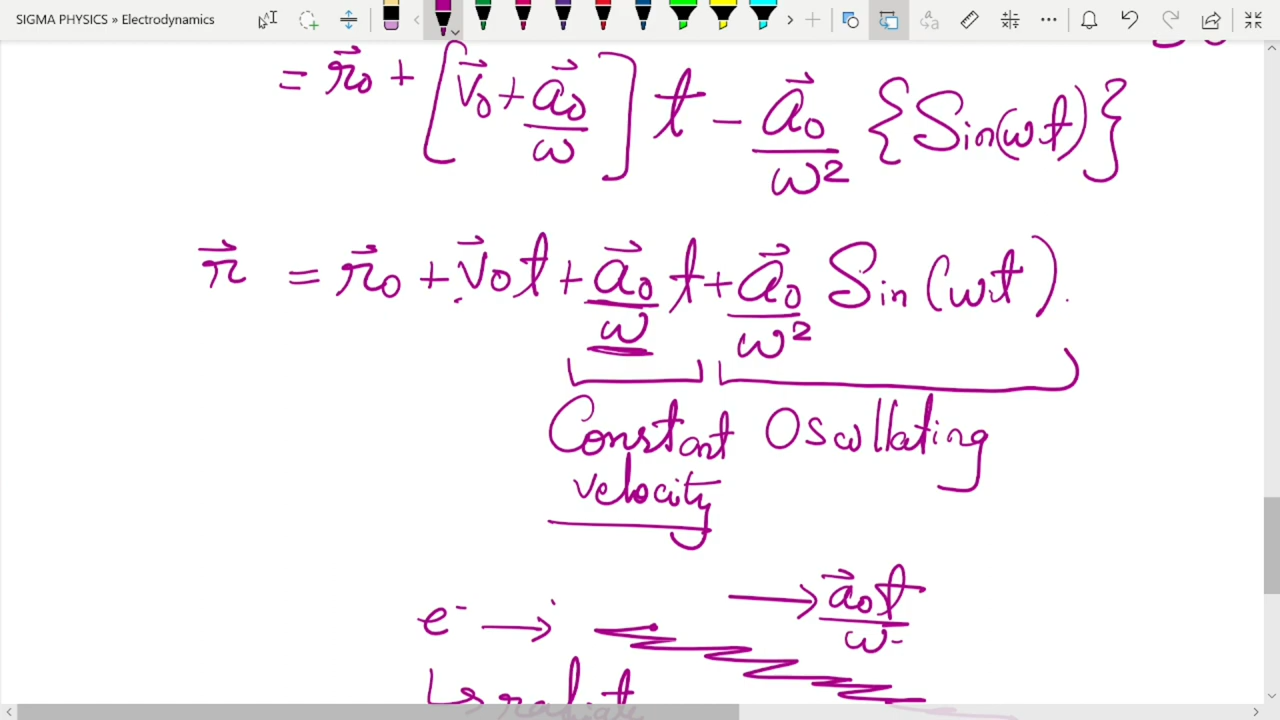 SIGMA PHYSICS » Electrodynamics
= r⃗0 + [v⃗0 + a⃗0/ω] t − a⃗0/ω² {Sin(ωt)}
r⃗ = r⃗0 + v⃗0t + a⃗0/ω t + a⃗0/ω² Sin(ωt).
Constant Oscillating
velocity
→ a⃗0t/ω
e⁻ →
↳ radiate